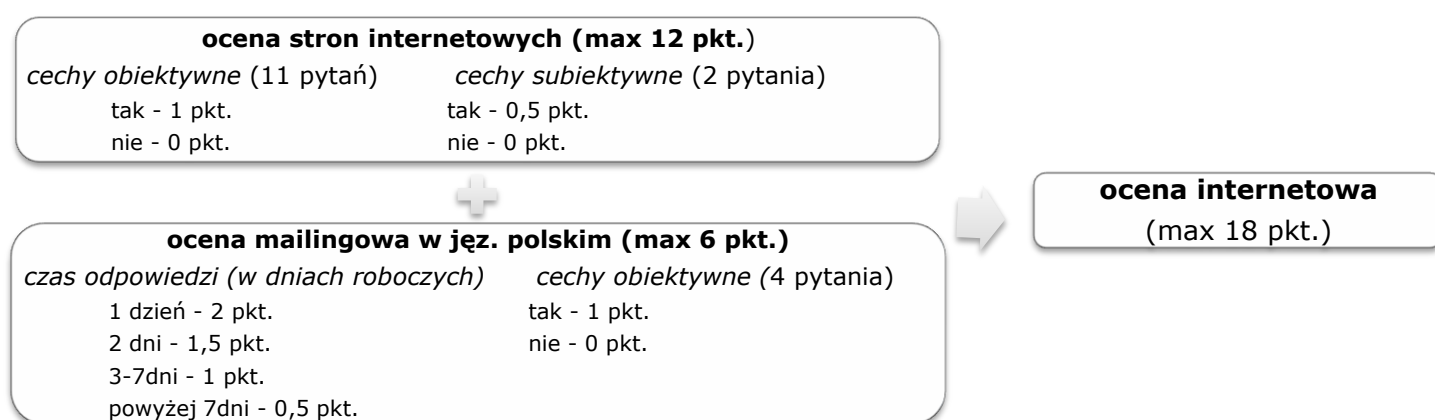 ocena stron internetowych (max 12 pkt.)
cechy obiektywne (11 pytań) cechy subiektywne (2 pytania)
tak - 1 pkt. tak - 0,5 pkt.
nie - 0 pkt. nie - 0 pkt.
ocena mailingowa w jęz. polskim (max 6 pkt.)
czas odpowiedzi (w dniach roboczych) cechy obiektywne (4 pytania)
1 dzień - 2 pkt. tak - 1 pkt.
2 dni - 1,5 pkt. nie - 0 pkt.
3-7dni - 1 pkt.
powyżej 7dni - 0,5 pkt.
ocena internetowa
(max 18 pkt.)